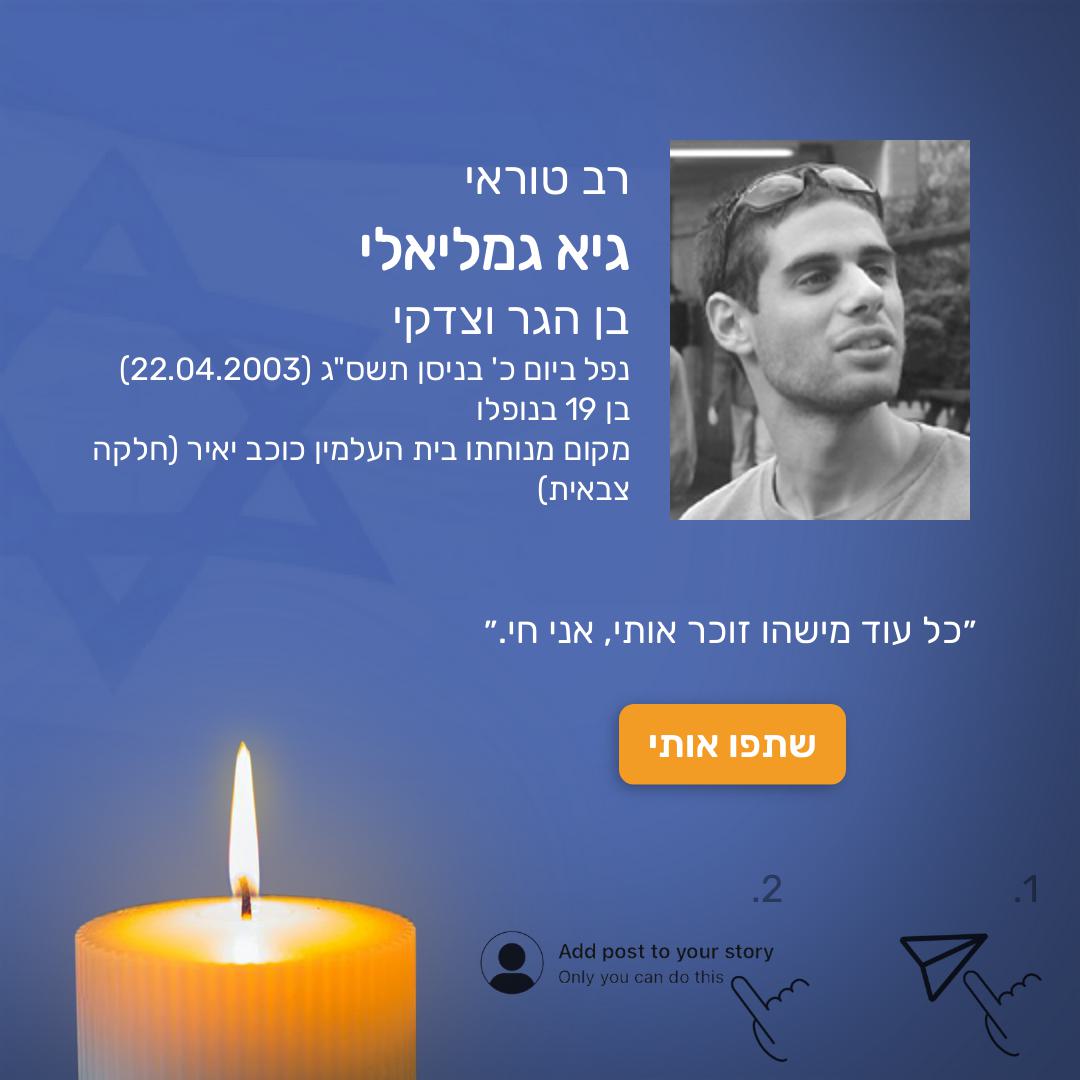 רב טוראי
גיא גמליאלי
בן הגר וצדקי
נפל ביום כ' בניסן תשס"ג (22.04.2003)
בן 19 בנופלו
מקום מנוחתו בית העלמין כוכב יאיר (חלקה
צבאית)
״כל עוד מישהו זוכר אותי, אני חי.״
שתפו אותי
1.
2.
Add post to your story
Only you can do this